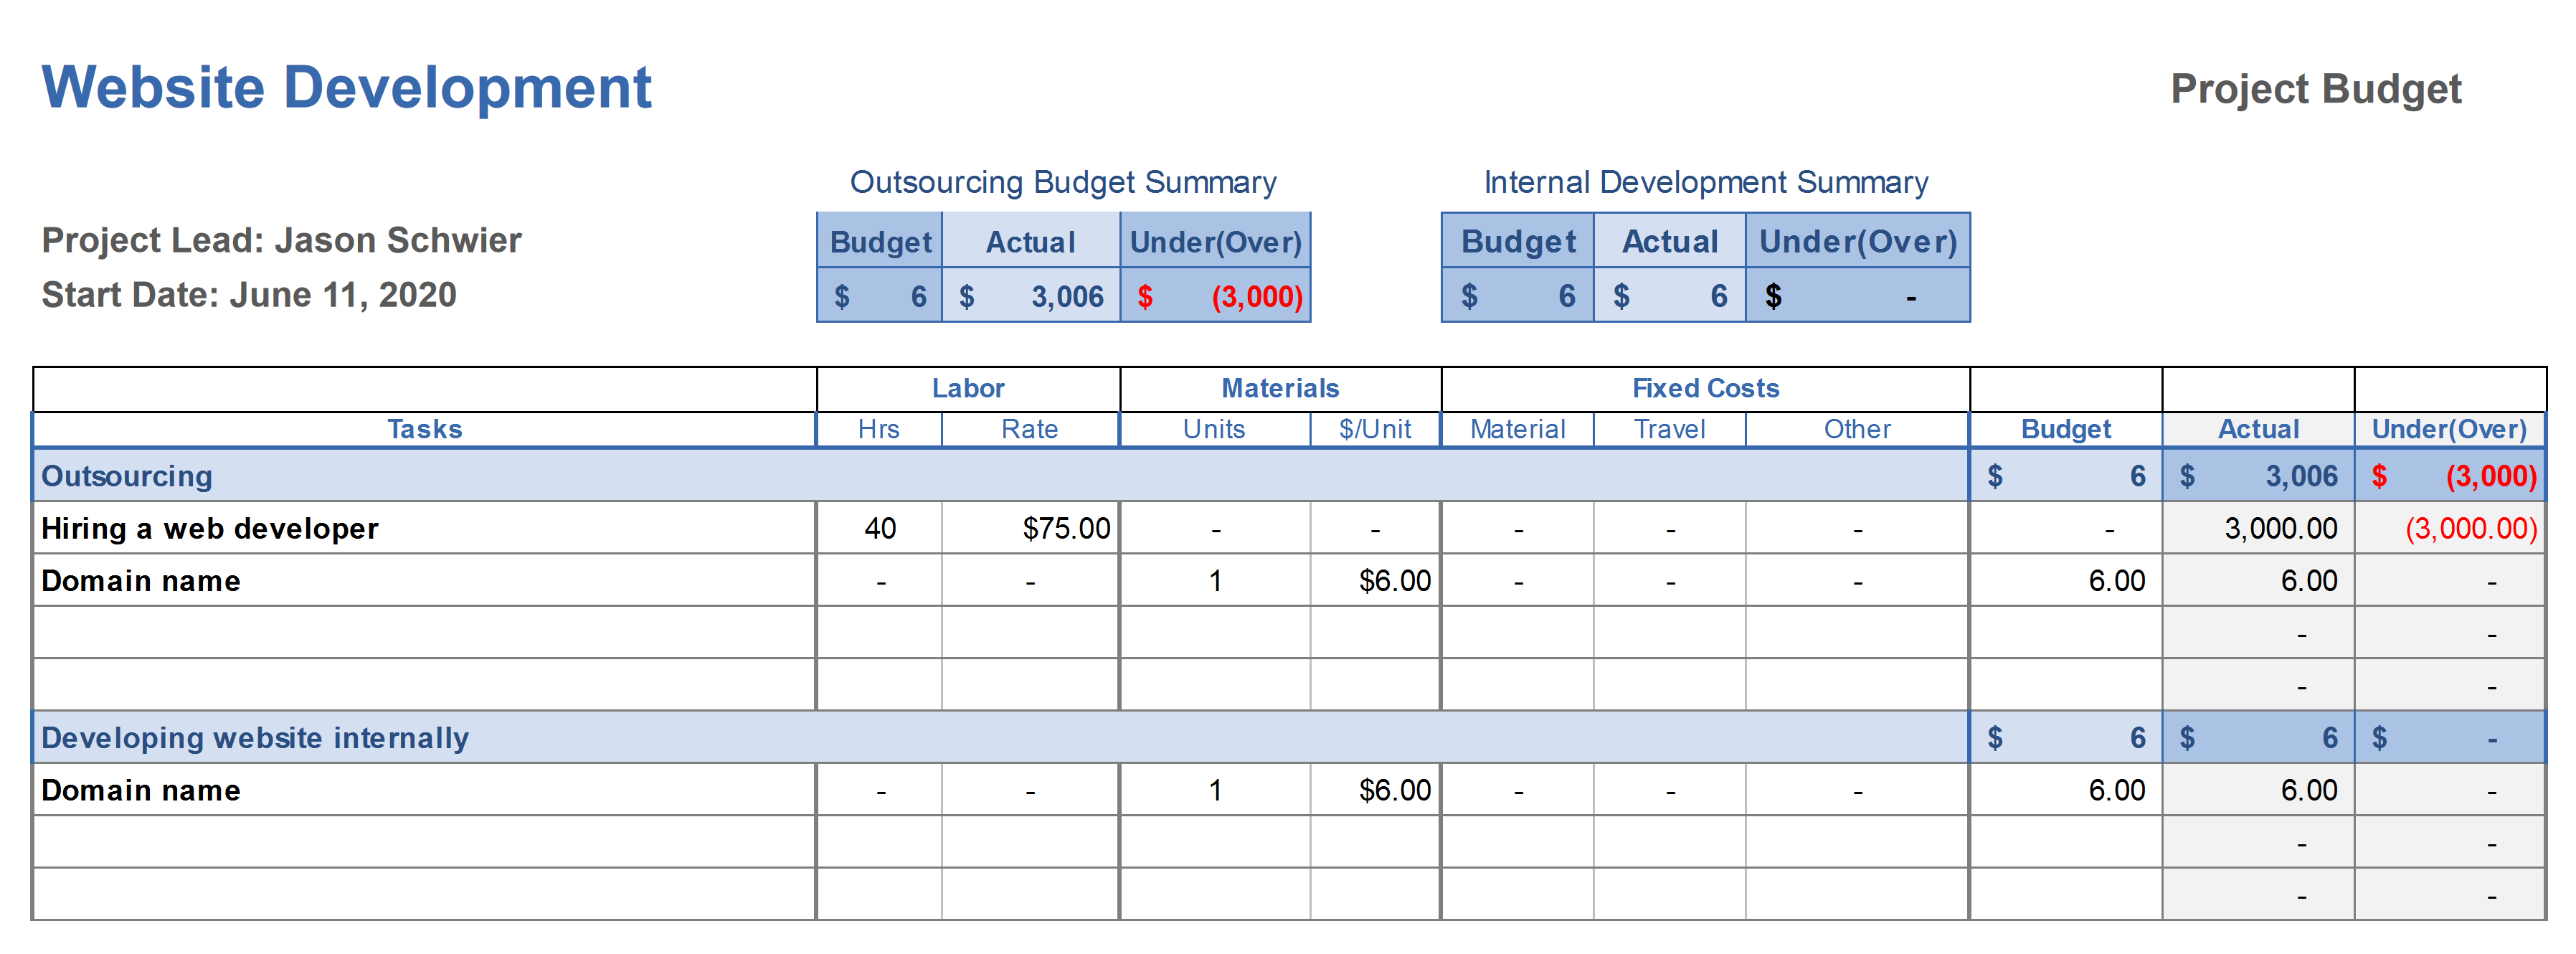 Website Development
Project Budget
Outsourcing Budget Summary Internal Development Summary
Project Lead: Jason Schwier Budget Actual Under(Over) Budget Actual Under(Over)
Start Date: June 11, 2020 $ 6 $ 3,006 $ (3,000) $ 6 $ 6 $ -
Labor Materials Fixed Costs
Tasks Hrs Rate Units $/Unit Material Travel Other Budget Actual Under(Over)
Outsourcing $ 6 $ 3,006 $ (3,000)
Hiring a web developer 40 $75.00 - - - - - - 3,000.00 (3,000.00)
Domain name - - 1 $6.00 - - - 6.00 6.00 -
- -
- -
Developing website internally $ 6 $ 6 $ -
Domain name - - 1 $6.00 - - - 6.00 6.00 -
- -
- -